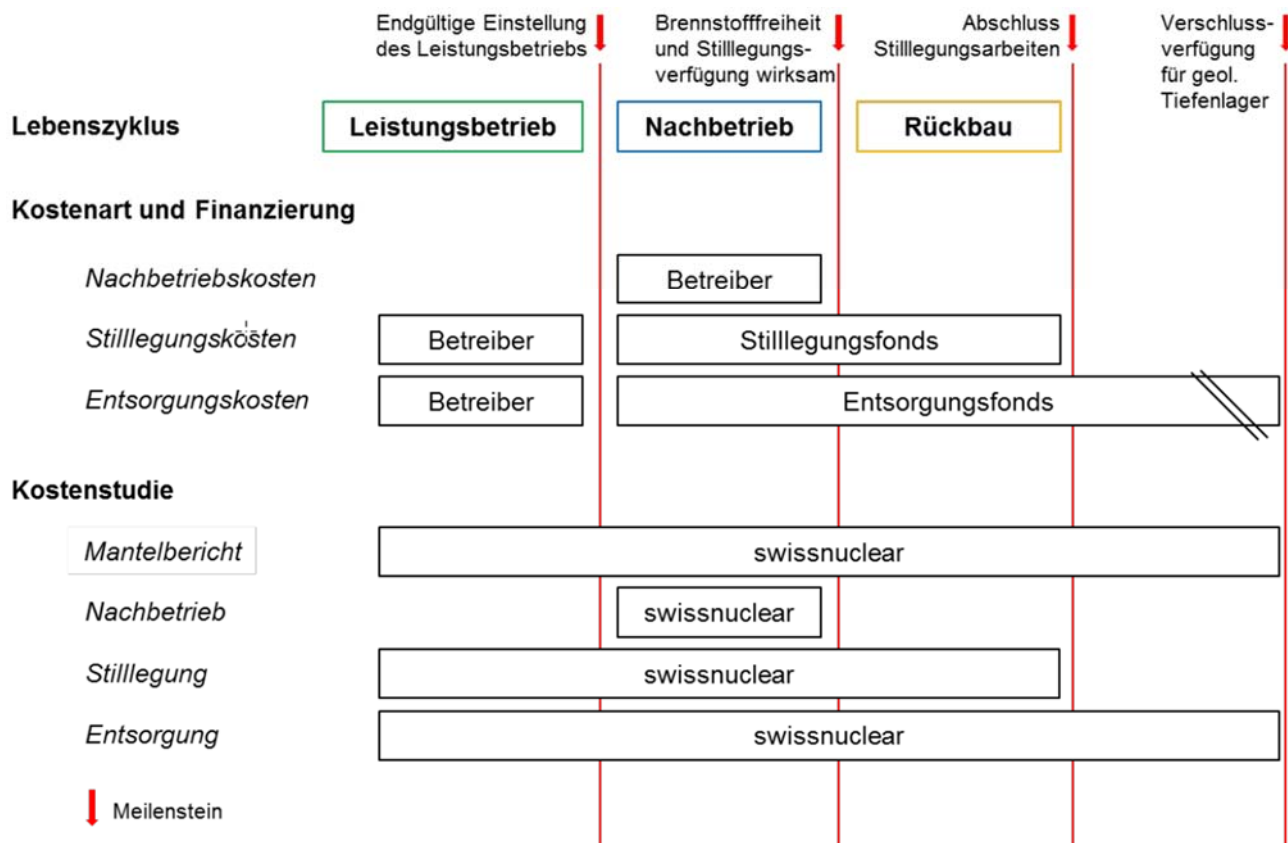 Endgültige Einstellung
des Leistungsbetriebs
Brennstofffreiheit
und Stilllegungs-
verfügung wirksam
Abschluss
Stilllegungsarbeiten
Verschluss-
verfügung
für geol.
Tiefenlager
Lebenszyklus
Leistungsbetrieb
Nachbetrieb
Rückbau
Kostenart und Finanzierung
Nachbetriebskosten
Betreiber
Stilllegungskosten
Betreiber
Stilllegungsfonds
Entsorgungskosten
Betreiber
Entsorgungsfonds
Kostenstudie
Mantelbericht
swissnuclear
Nachbetrieb
swissnuclear
Stilllegung
swissnuclear
Entsorgung
swissnuclear
Meilenstein